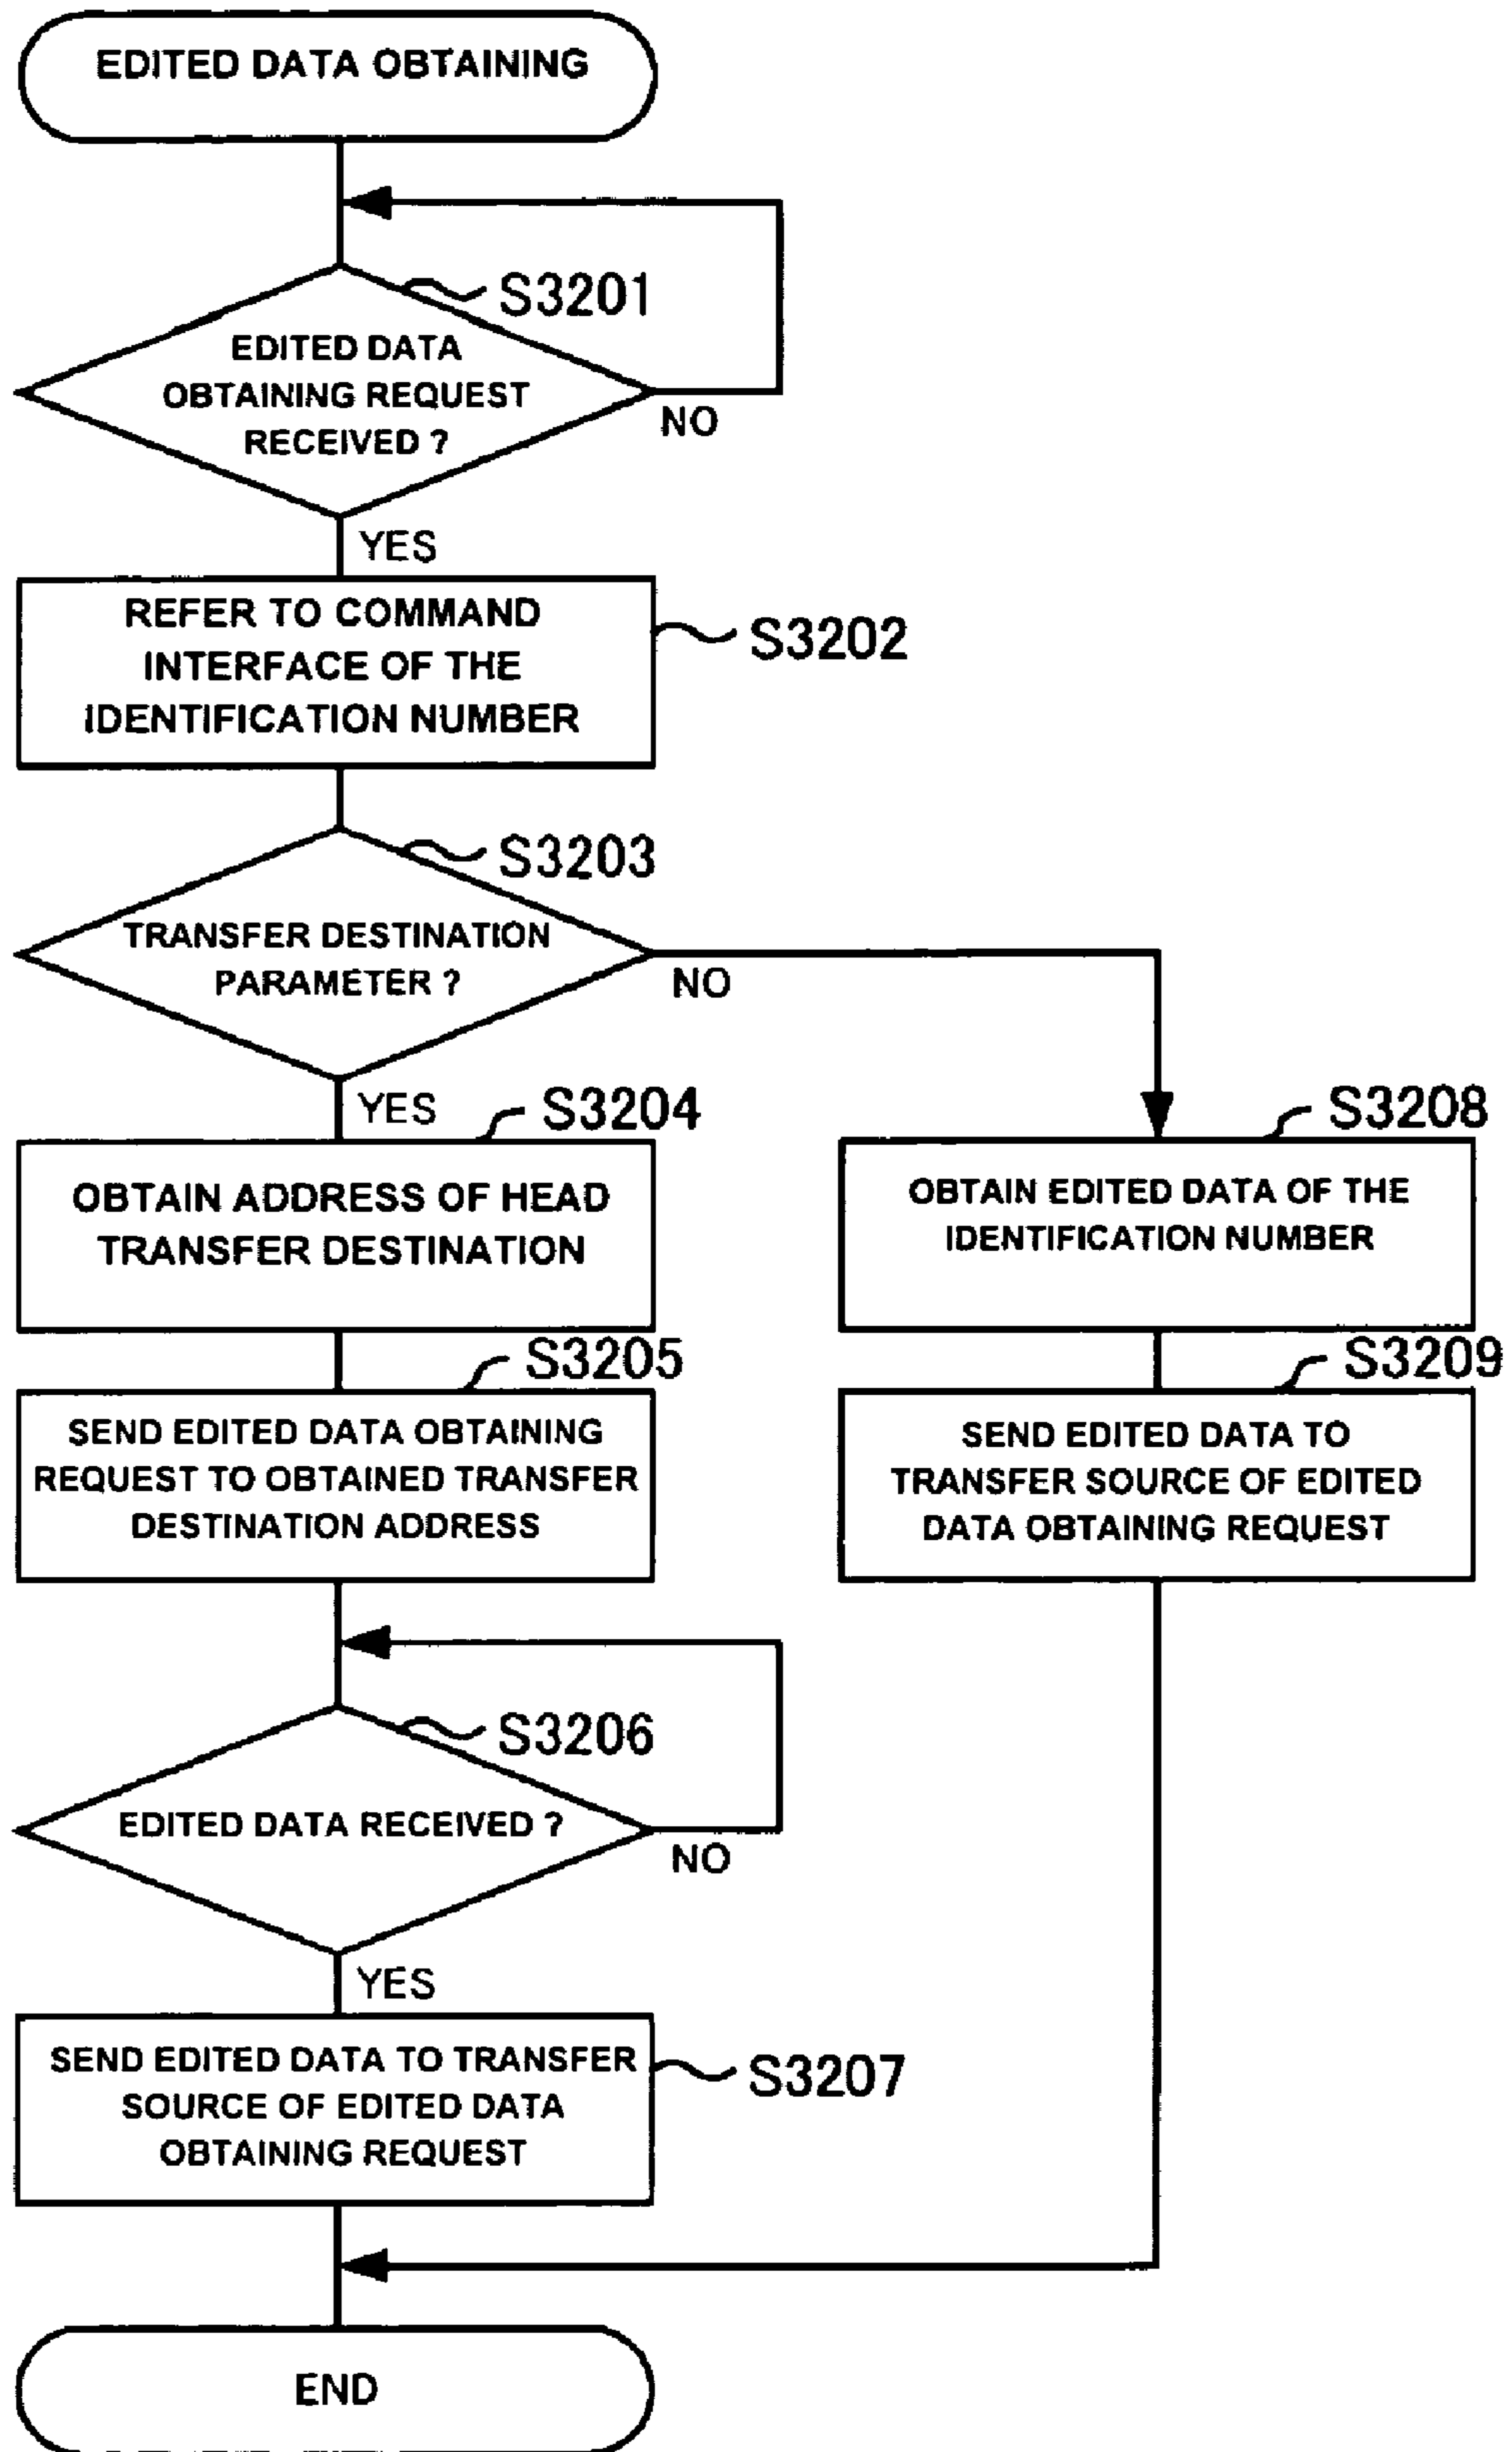 EDITED DATA OBTAINING
S3201
EDITED DATA
OBTAINING REQUEST
RECEIVED ?
NO
YES
REFER TO COMMAND
INTERFACE OF THE
IDENTIFICATION NUMBER
S3202
S3203
TRANSFER DESTINATION
PARAMETER ?
NO
YES
S3204
OBTAIN ADDRESS OF HEAD
TRANSFER DESTINATION
S3208
OBTAIN EDITED DATA OF THE
IDENTIFICATION NUMBER
S3205
SEND EDITED DATA OBTAINING
REQUEST TO OBTAINED TRANSFER
DESTINATION ADDRESS
S3209
SEND EDITED DATA TO
TRANSFER SOURCE OF EDITED
DATA OBTAINING REQUEST
S3206
EDITED DATA RECEIVED ?
NO
YES
SEND EDITED DATA TO TRANSFER
SOURCE OF EDITED DATA
OBTAINING REQUEST
S3207
END